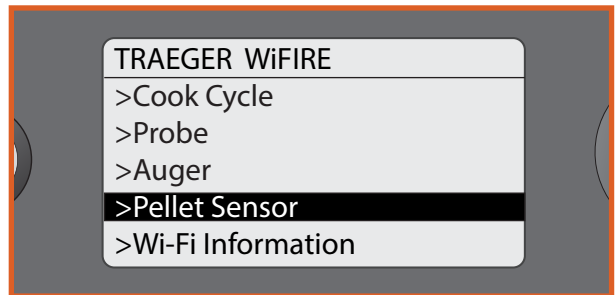 TRAEGER WiFIRE
>Cook Cycle
>Probe
>Auger
>Pellet Sensor
>Wi-Fi Information